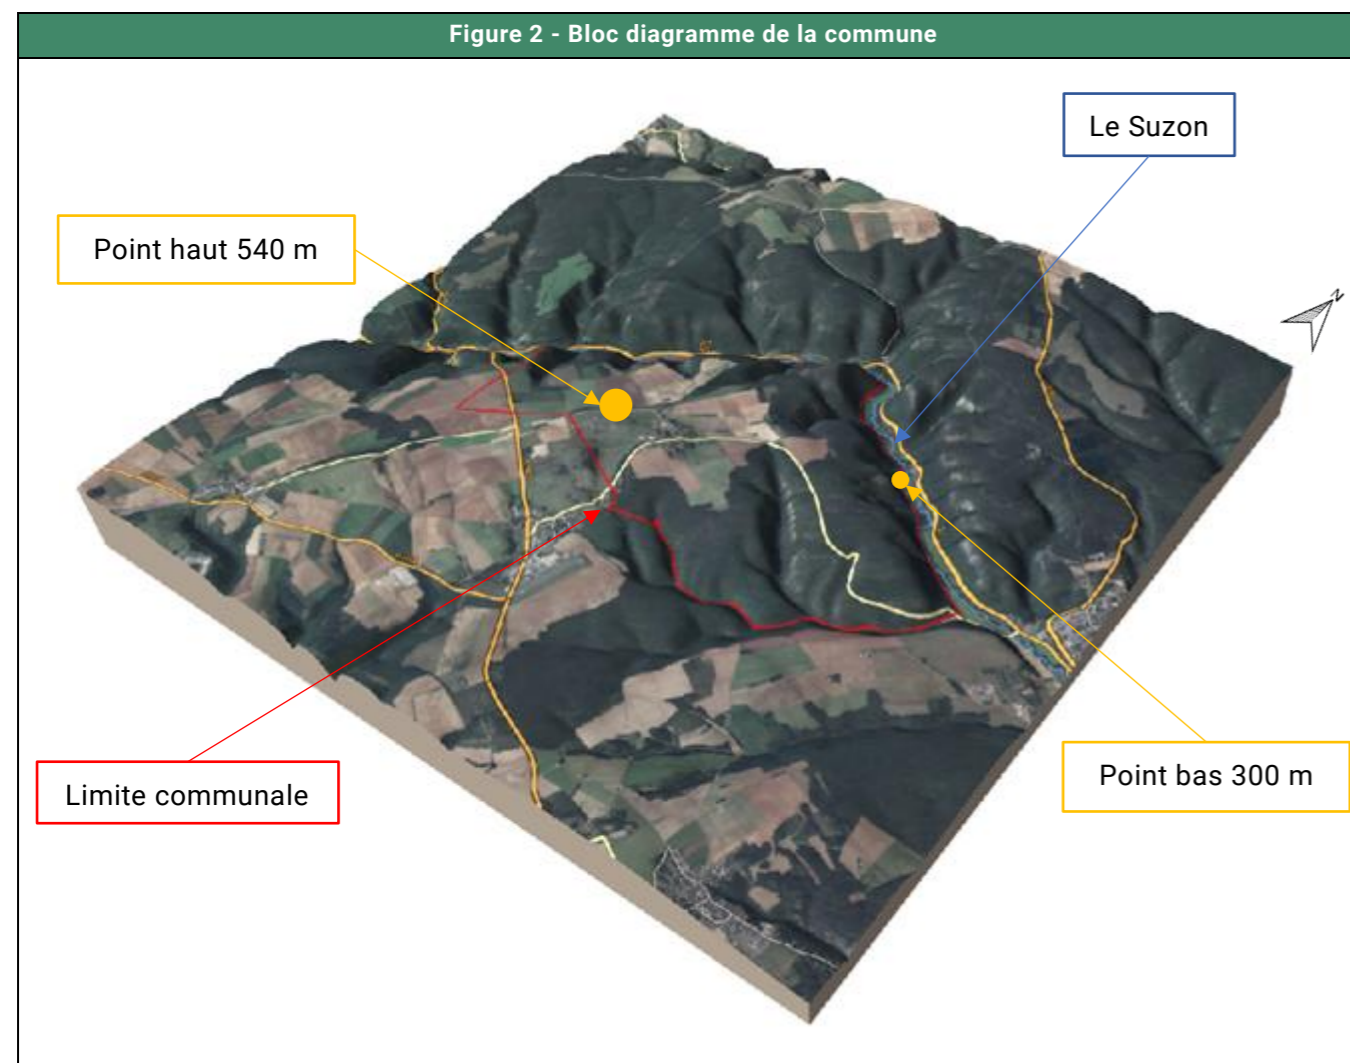 Figure 2 - Bloc diagramme de la commune
Le Suzon
Point haut 540 m
N
Limite communale
Point bas 300 m